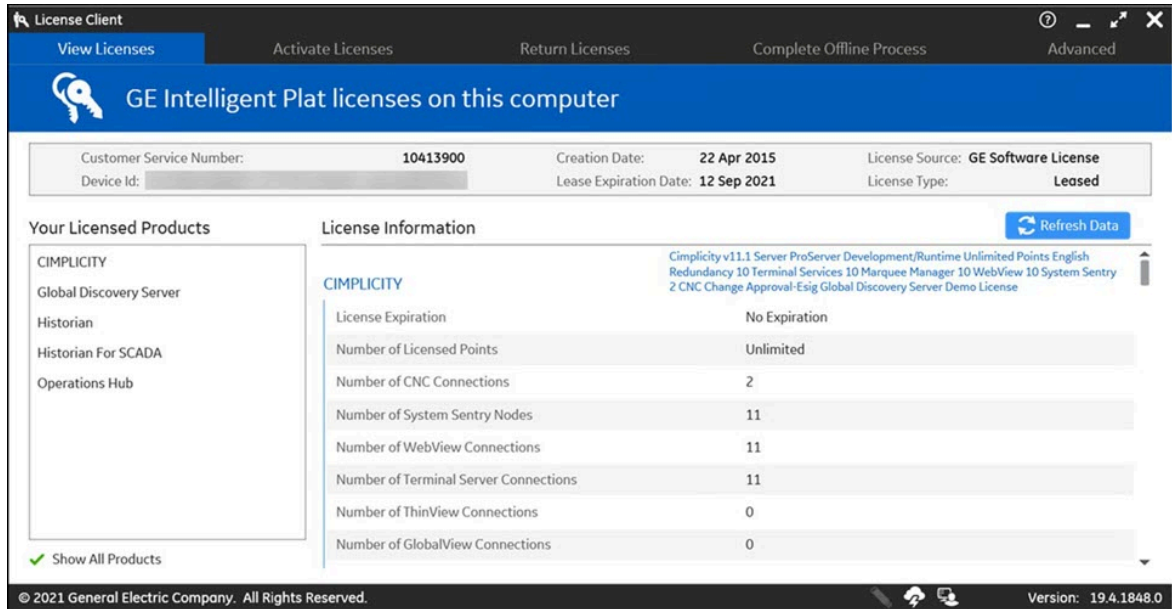 License Client
View Licenses
Activate Licenses
Return Licenses
Complete Offline Process
Advanced
GE Intelligent Plat licenses on this computer
Customer Service Number: 10413900
Creation Date: 22 Apr 2015
License Source: GE Software License
Device Id:
Lease Expiration Date: 12 Sep 2021
License Type: Leased
Your Licensed Products
CIMPLICITY
Global Discovery Server
Historian
Historian For SCADA
Operations Hub
Show All Products
License Information
Refresh Data
CIMPLICITY
Cimplicity v11.1 Server ProServer Development/Runtime Unlimited Points English
Redundancy 10 Terminal Services 10 Marquee Manager 10 WebView 10 System Sentry
2 CNC Change Approval-Esig Global Discovery Server Demo License
License Expiration No Expiration
Number of Licensed Points Unlimited
Number of CNC Connections 2
Number of System Sentry Nodes 11
Number of WebView Connections 11
Number of Terminal Server Connections 11
Number of ThinView Connections 0
Number of GlobalView Connections 0
© 2021 General Electric Company. All Rights Reserved.
Version: 19.4.1848.0